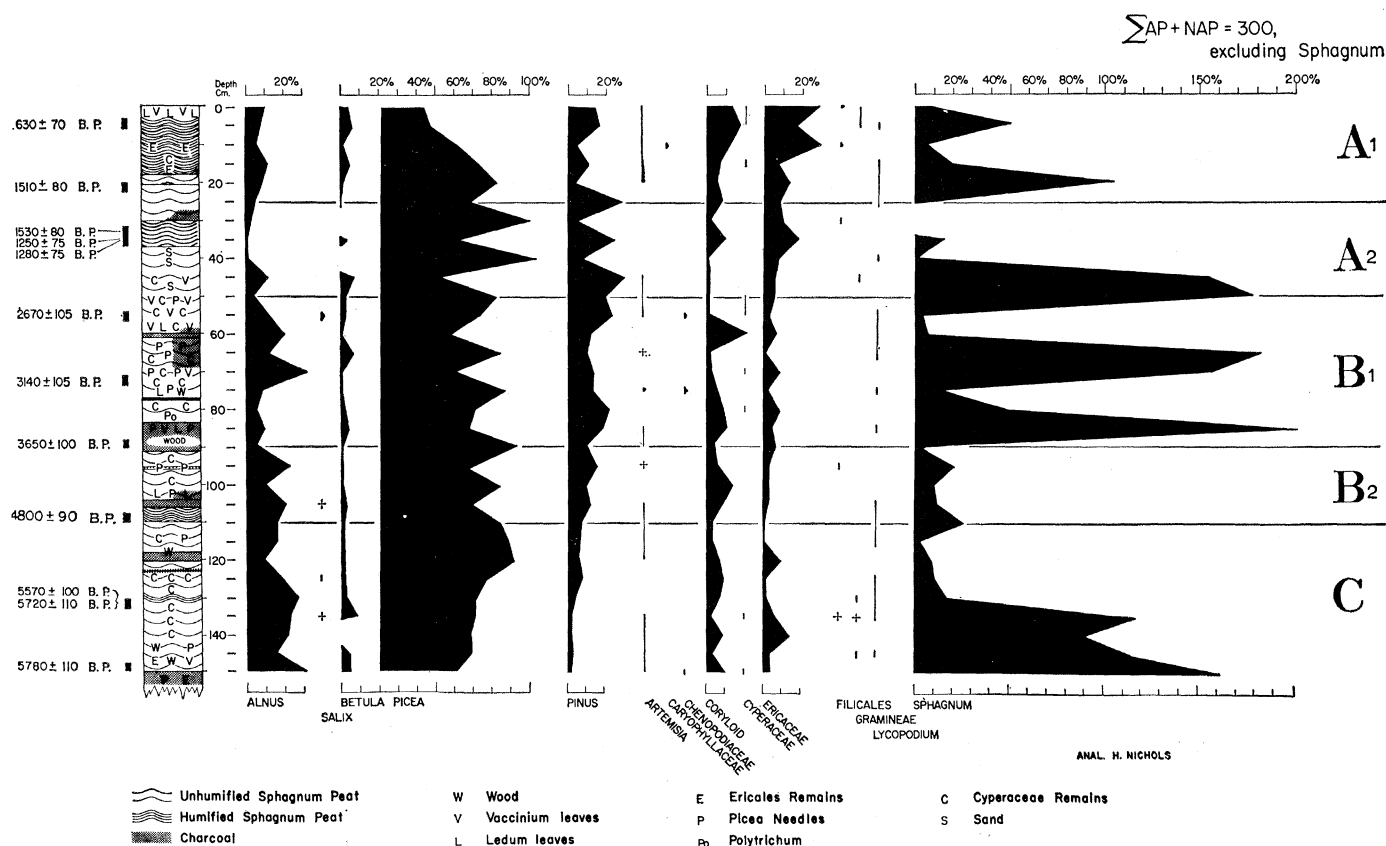 ∑AP + NAP = 300,
excluding Sphagnum
Depth
Cm.
20% 20% 40% 60% 80% 100% 20% 20% 20% 40% 60% 80% 100% 150% 200%
0
20
40
60
80
100
120
140
630 ± 70 B. P.
1510 ± 80 B. P.
1530 ± 80 B. P.
1250 ± 75 B. P.
1280 ± 75 B. P.
2670 ± 105 B. P.
3140 ± 105 B. P.
3650 ± 100 B. P.
4800 ± 90 B. P.
5570 ± 100 B. P.
5720 ± 110 B. P.
5780 ± 110 B. P.
L V L V L
E E
C
E
S
S
C V
S
V C P V
C V C
V L C V
P P
P
C C
P C P V
C C
L P W
C C
Po
P V L P
WOOD
C
P P
C
L P
C P
W
C C C
C
C
C
C
W P
E W V
P E
A1
A2
B1
B2
C
ALNUS
SALIX
BETULA
PICEA
PINUS
ARTEMISIA
CARYOPHYLLACEAE
CHENOPODIACEAE
CORYLOID
CYPERACEAE
ERICACEAE
FILICALES
GRAMINEAE
LYCOPODIUM
SPHAGNUM
ANAL. H. NICHOLS
Unhumified Sphagnum Peat W Wood E Ericales Remains C Cyperaceae Remains
Humified Sphagnum Peat V Vaccinium leaves P Picea Needles S Sand
Charcoal L Ledum leaves Po Polytrichum